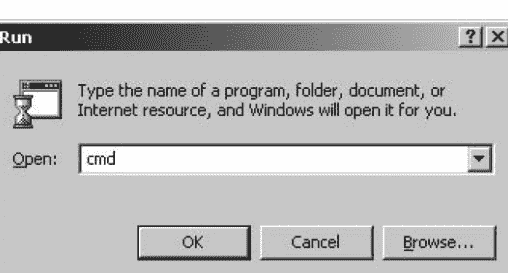 Run
Type the name of a program, folder, document, or
Internet resource, and Windows will open it for you.
Open: cmd
OK Cancel Browse...